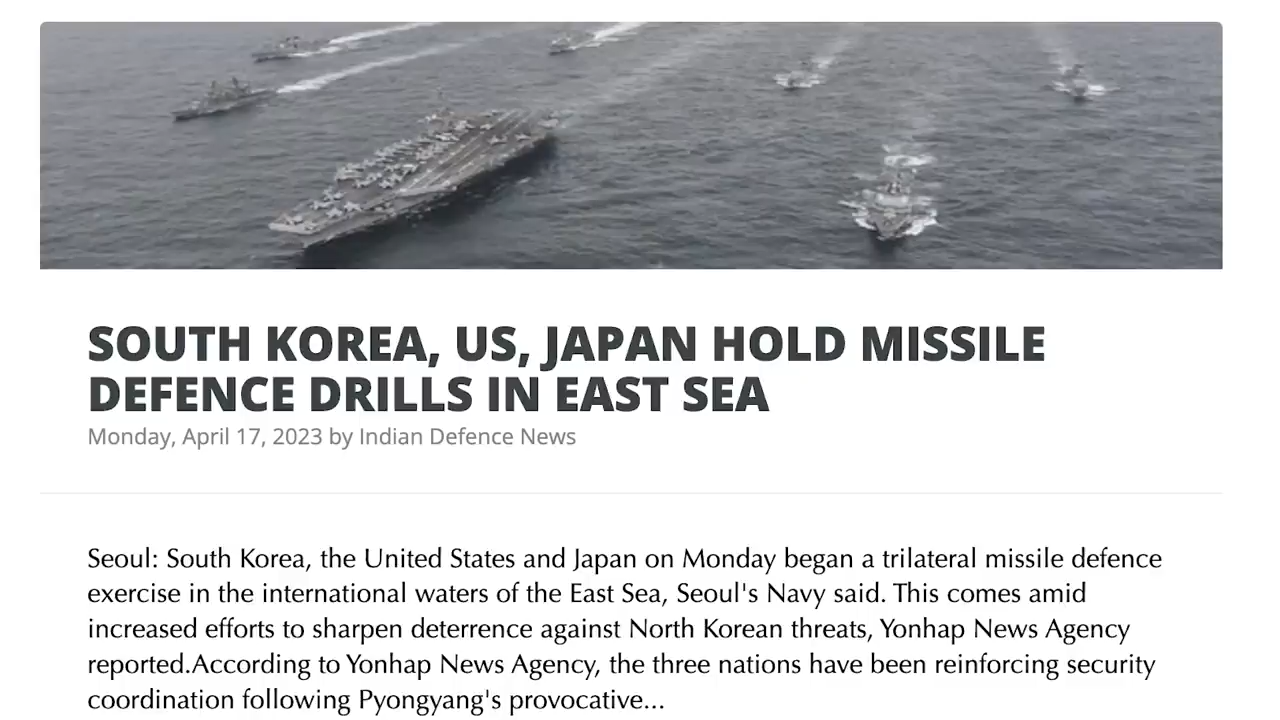 SOUTH KOREA, US, JAPAN HOLD MISSILE
DEFENCE DRILLS IN EAST SEA
Monday, April 17, 2023 by Indian Defence News
Seoul: South Korea, the United States and Japan on Monday began a trilateral missile defence
exercise in the international waters of the East Sea, Seoul's Navy said. This comes amid
increased efforts to sharpen deterrence against North Korean threats, Yonhap News Agency
reported.According to Yonhap News Agency, the three nations have been reinforcing security
coordination following Pyongyang's provocative...